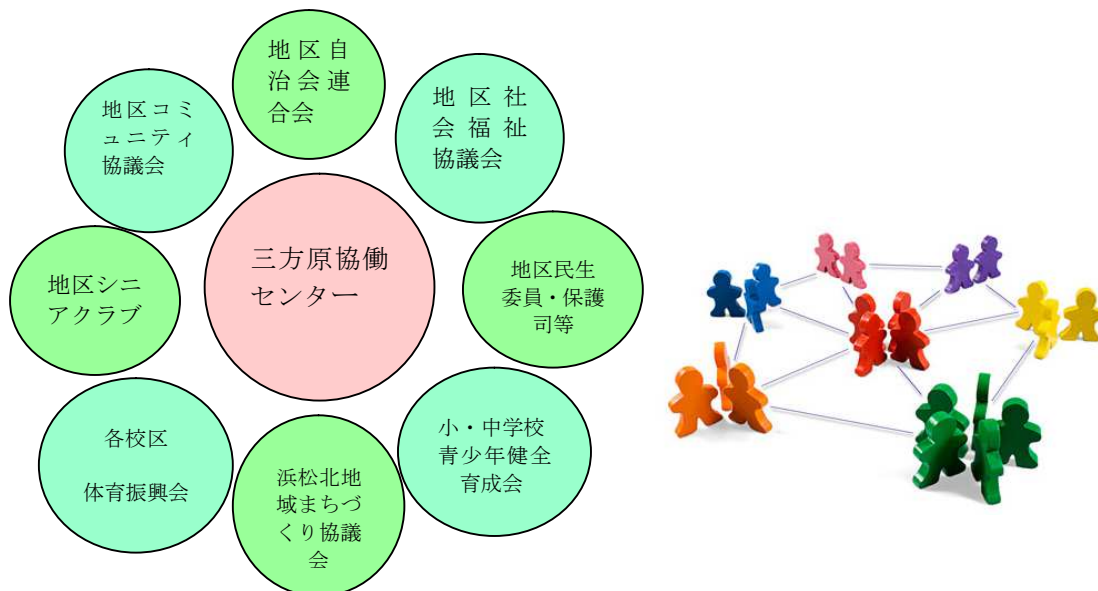 地区自
治会連
合会
地区コミ
ュニティ
協議会
地区社
会福祉
協議会
三方原協働
センター
地区シニ
アクラブ
地区民生
委員・保護
司等
各校区
体育振興会
小・中学校
青少年健全
育成会
浜松北地
域まちづ
くり協議
会